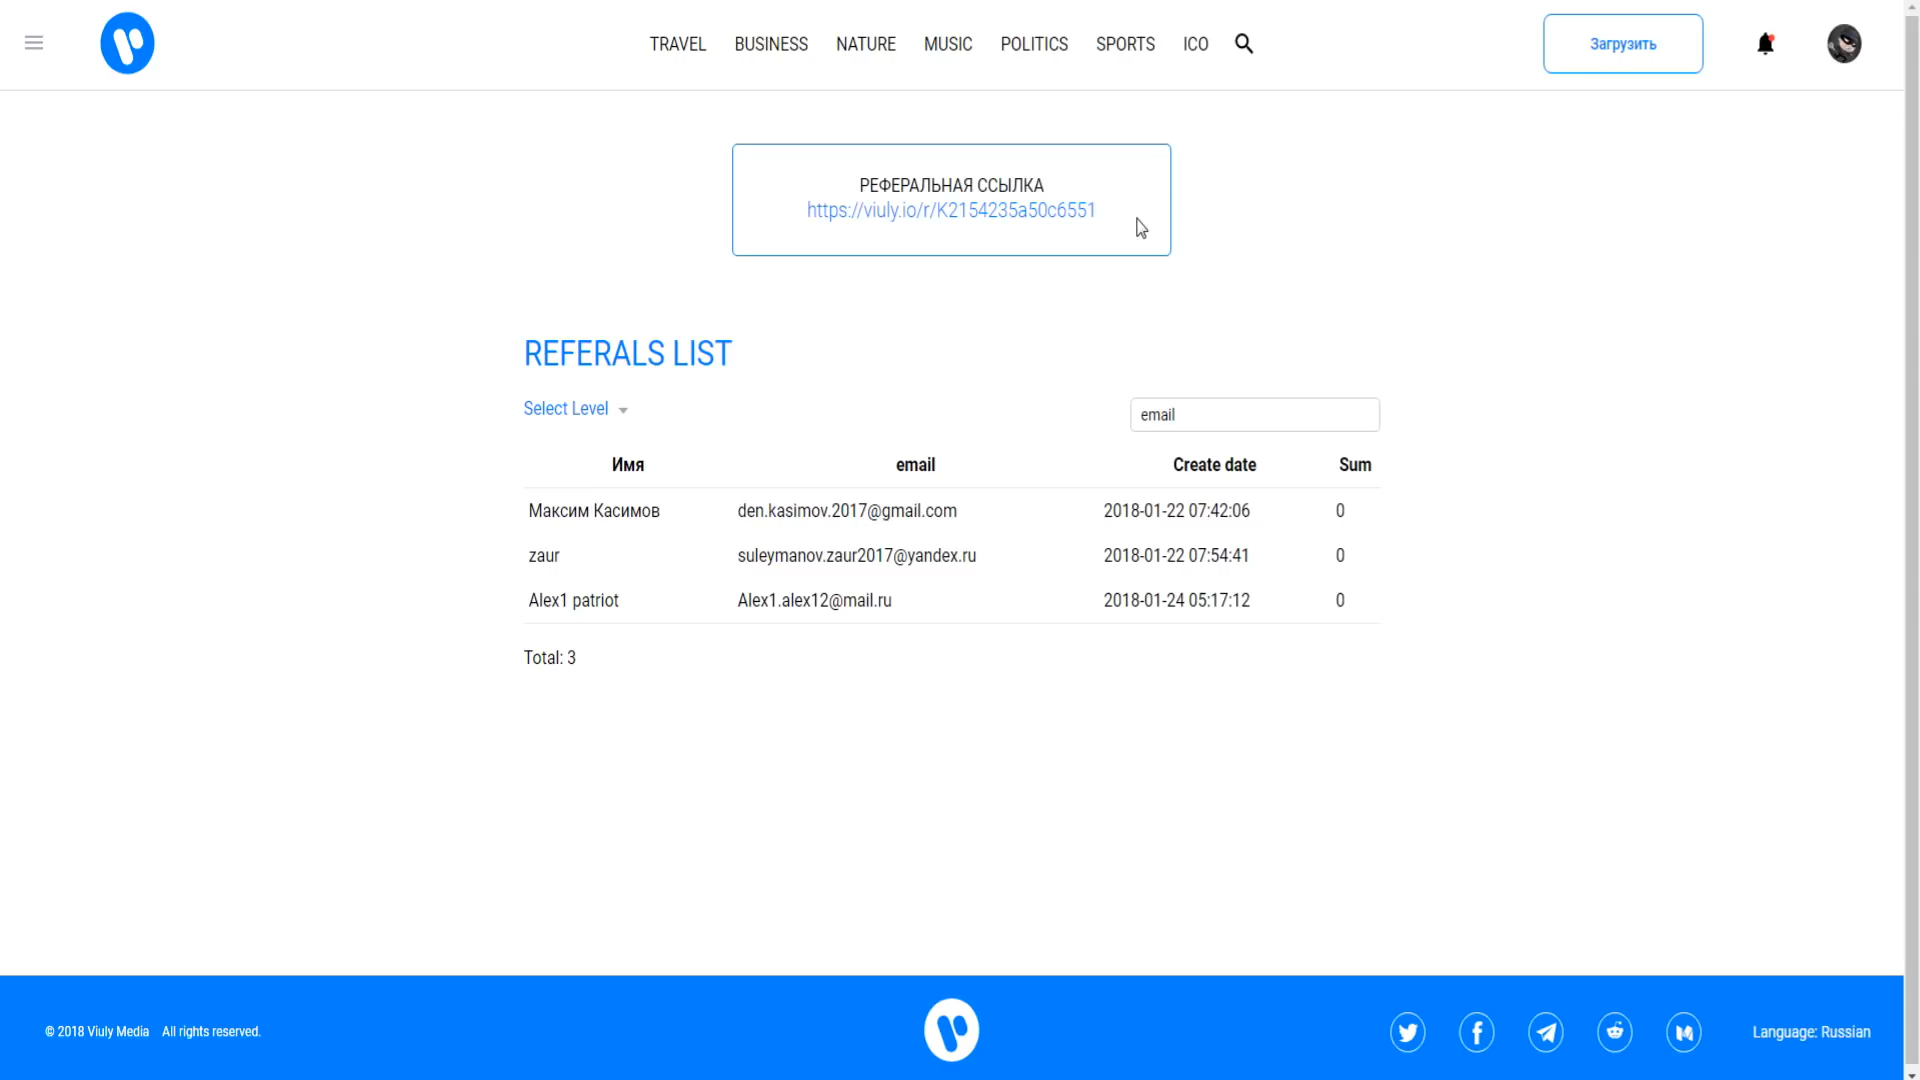 TRAVEL BUSINESS NATURE MUSIC POLITICS SPORTS ICO Загрузить
РЕФЕРАЛЬНАЯ ССЫЛКА
https://viuly.io/r/K2154235a50c6551
REFERALS LIST
Select Level email
Имя email Create date Sum
Максим Касимов den.kasimov.2017@gmail.com 2018-01-22 07:42:06 0
zaur suleymanov.zaur2017@yandex.ru 2018-01-22 07:54:41 0
Alex1 patriot Alex1.alex12@mail.ru 2018-01-24 05:17:12 0
Total: 3
© 2018 Viuly Media All rights reserved. Language: Russian